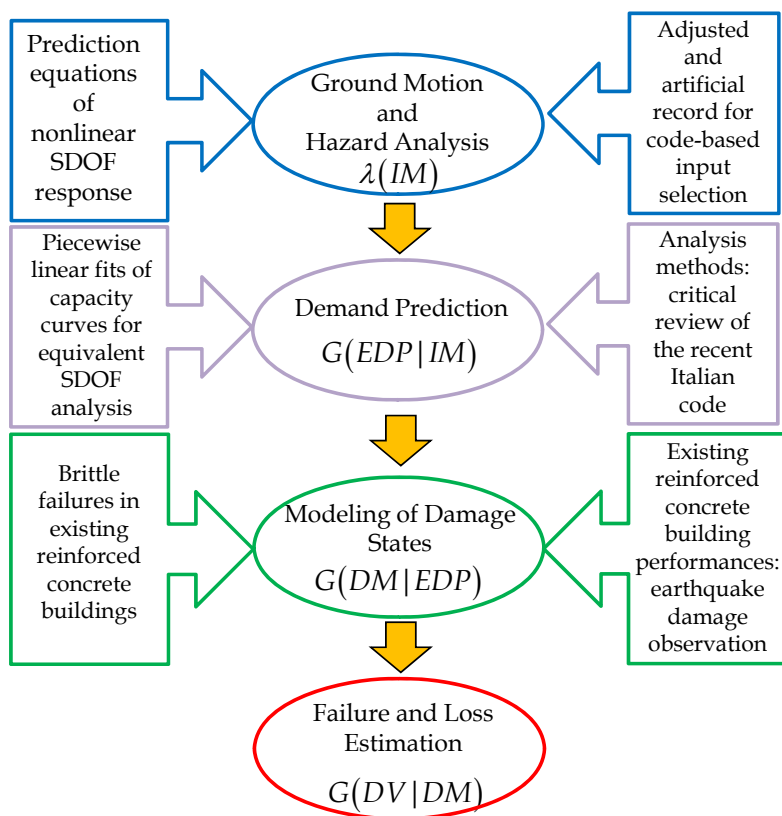 Prediction
equations
of
nonlinear
SDOF
response
Ground Motion
and
Hazard Analysis
λ(IM)
Adjusted
and
artificial
record for
code-based
input
selection
Piecewise
linear fits of
capacity
curves for
equivalent
SDOF
analysis
Demand Prediction
G(EDP|IM)
Analysis
methods:
critical
review of
the recent
Italian
code
Brittle
failures in
existing
reinforced
concrete
buildings
Modeling of Damage
States
G(DM|EDP)
Existing
reinforced
concrete
building
performances:
earthquake
damage
observation
Failure and Loss
Estimation
G(DV|DM)